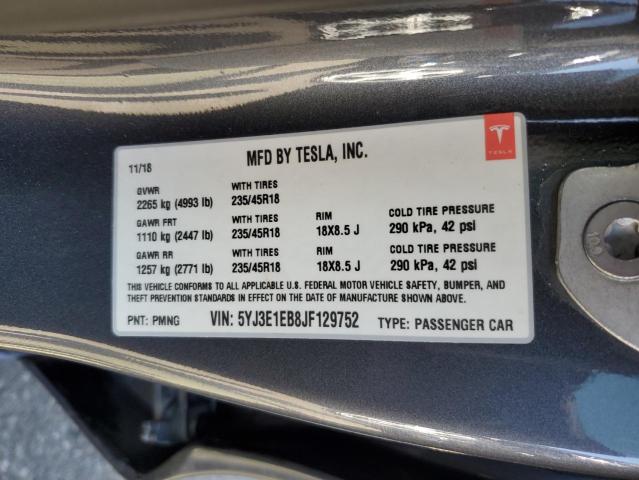 MFD BY TESLA, INC.
TESLA
11/18
GVWR WITH TIRES
2265 kg (4993 lb) 235/45R18
GAWR FRT WITH TIRES RIM COLD TIRE PRESSURE
1110 kg (2447 lb) 235/45R18 18X8.5 J 290 kPa, 42 psi
GAWR RR WITH TIRES RIM COLD TIRE PRESSURE
1257 kg (2771 lb) 235/45R18 18X8.5 J 290 kPa, 42 psi
THIS VEHICLE CONFORMS TO ALL APPLICABLE U.S. FEDERAL MOTOR VEHICLE SAFETY, BUMPER, AND
THEFT PREVENTION STANDARDS IN EFFECT ON THE DATE OF MANUFACTURE SHOWN ABOVE.
PNT: PMNG VIN: 5YJ3E1EB8JF129752 TYPE: PASSENGER CAR